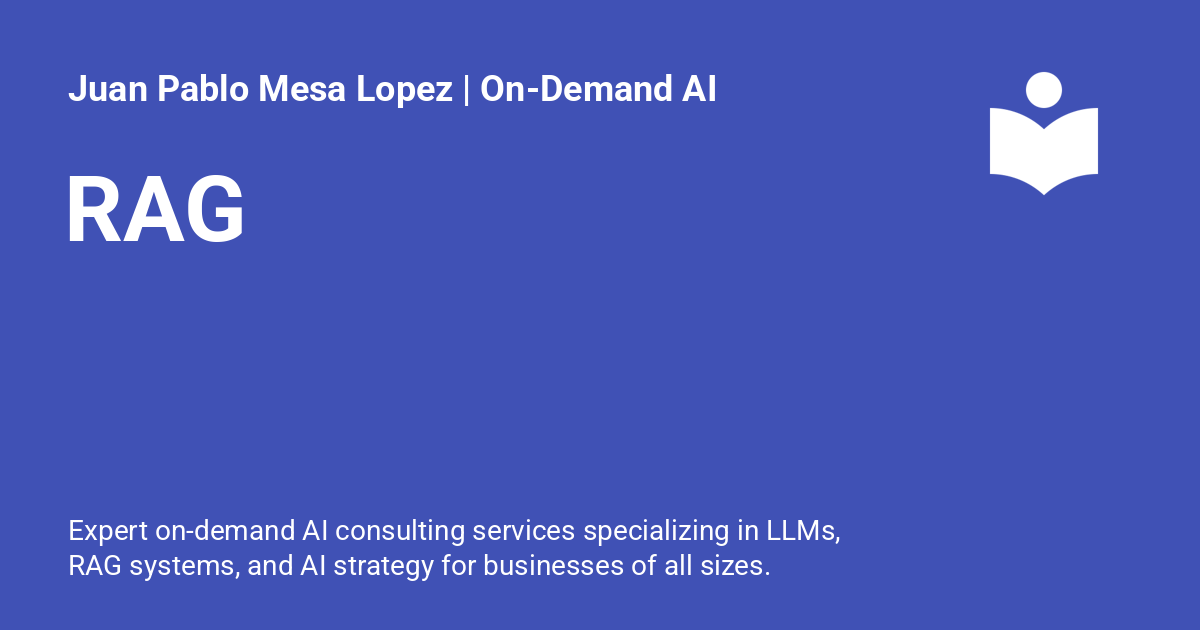 Juan Pablo Mesa Lopez | On-Demand AI
RAG
Expert on-demand AI consulting services specializing in LLMs,
RAG systems, and AI strategy for businesses of all sizes.